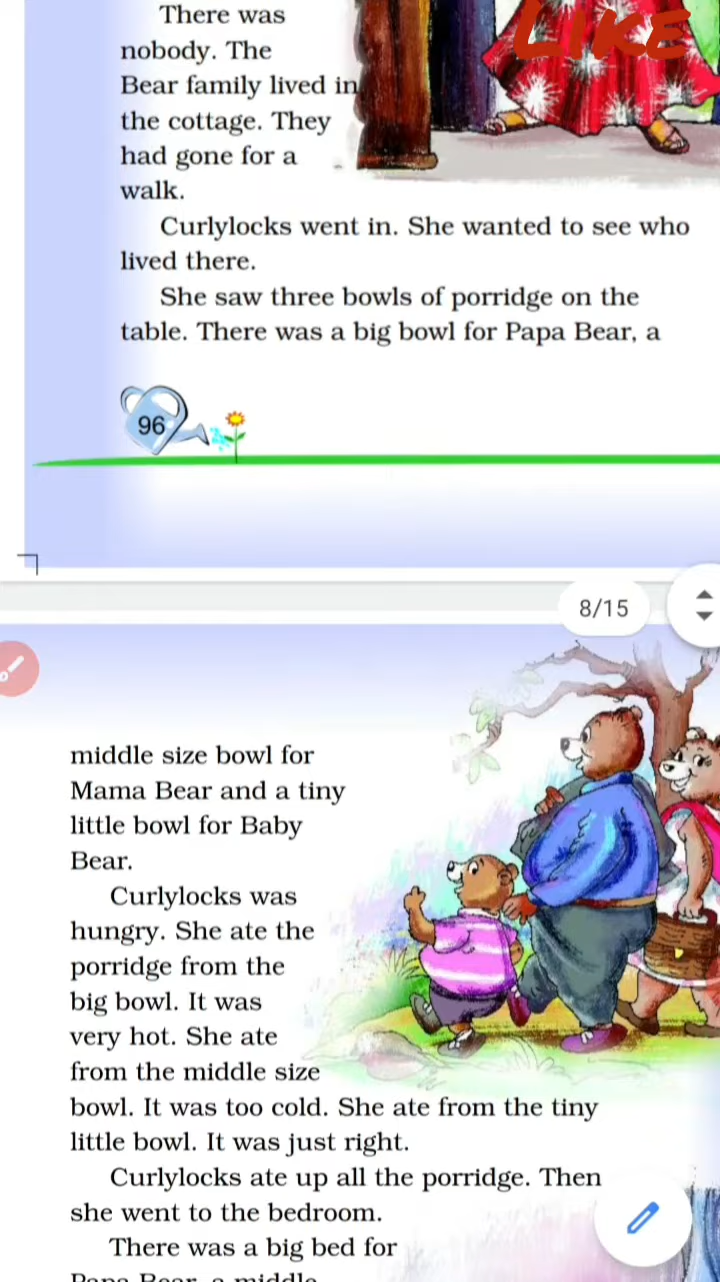 LIKE
There was
nobody. The
Bear family lived in
the cottage. They
had gone for a
walk.
Curlylocks went in. She wanted to see who
lived there.
She saw three bowls of porridge on the
table. There was a big bowl for Papa Bear, a
96
8/15
middle size bowl for
Mama Bear and a tiny
little bowl for Baby
Bear.
Curlylocks was
hungry. She ate the
porridge from the
big bowl. It was
very hot. She ate
from the middle size
bowl. It was too cold. She ate from the tiny
little bowl. It was just right.
Curlylocks ate up all the porridge. Then
she went to the bedroom.
There was a big bed for
Papa Bear, a middle